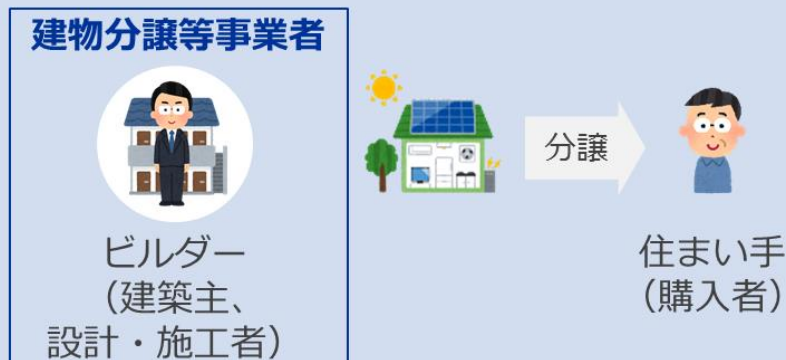 建物分譲等事業者
ビルダー
（建築主、
設計・施工者）
分譲
住まい手
（購入者）